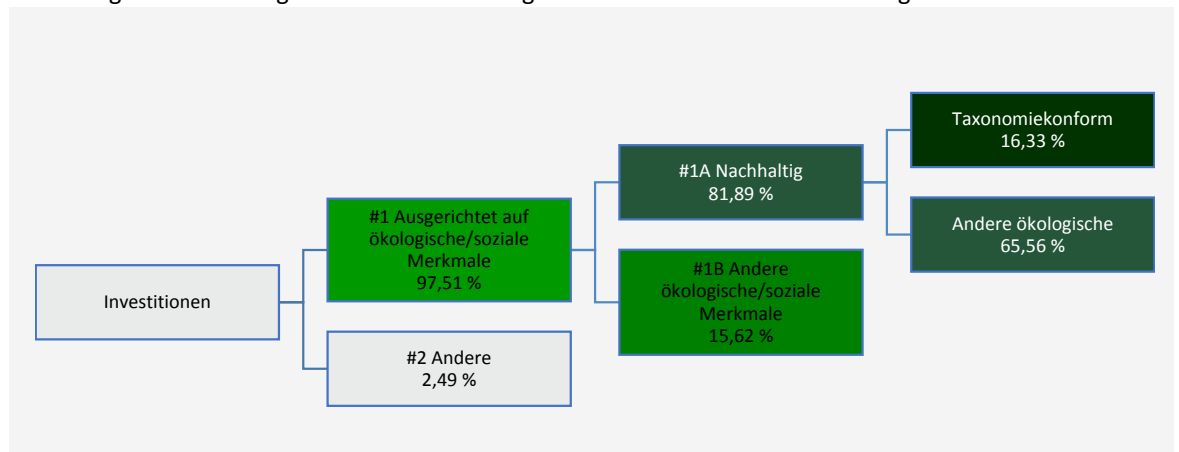 Investitionen
#1 Ausgerichtet auf
ökologische/soziale
Merkmale
97,51 %
#2 Andere
2,49 %
#1A Nachhaltig
81,89 %
#1B Andere
ökologische/soziale
Merkmale
15,62 %
Taxonomiekonform
16,33 %
Andere ökologische
65,56 %